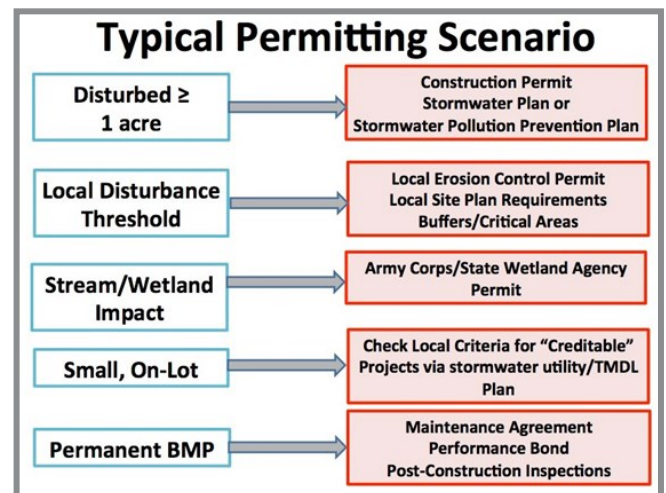 Typical Permitting Scenario
Disturbed ≥
1 acre
Construction Permit
Stormwater Plan or
Stormwater Pollution Prevention Plan
Local Disturbance
Threshold
Local Erosion Control Permit
Local Site Plan Requirements
Buffers/Critical Areas
Stream/Wetland
Impact
Army Corps/State Wetland Agency
Permit
Small, On-Lot
Check Local Criteria for “Creditable”
Projects via stormwater utility/TMDL
Plan
Permanent BMP
Maintenance Agreement
Performance Bond
Post-Construction Inspections